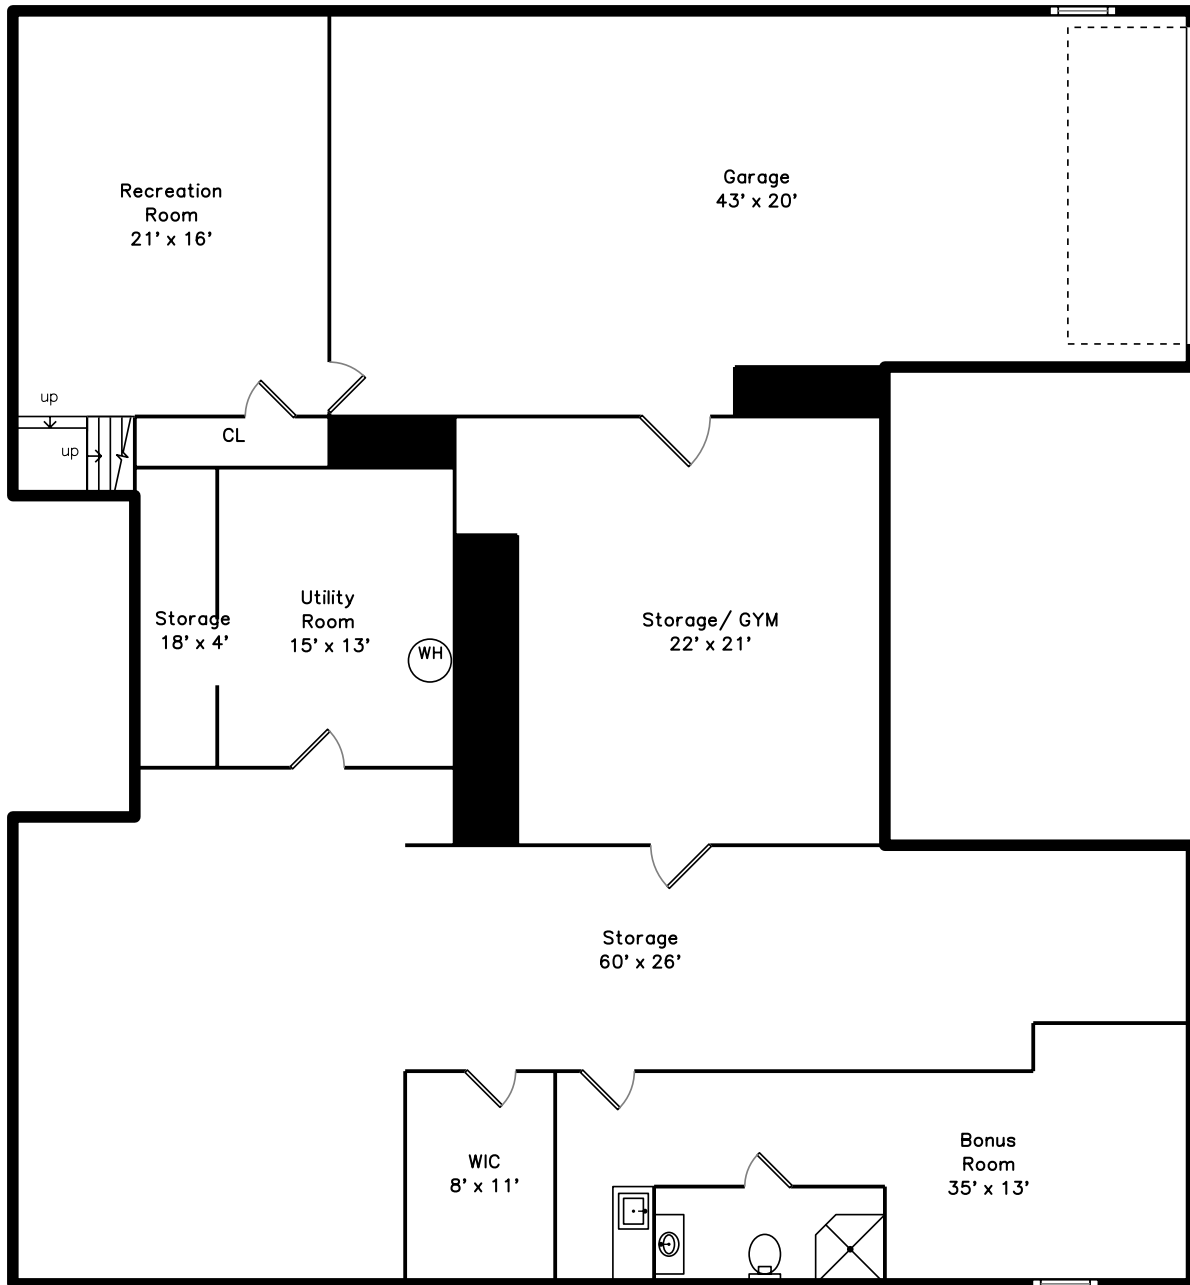 Garage
43' x 20'
Recreation
Room
21' x 16'
up
up
CL
Utility
Room
15' x 13'
Storage
18' x 4'
WH
Storage/ GYM
22' x 21'
Storage
60' x 26'
Bonus
Room
35' x 13'
WIC
8' x 11'